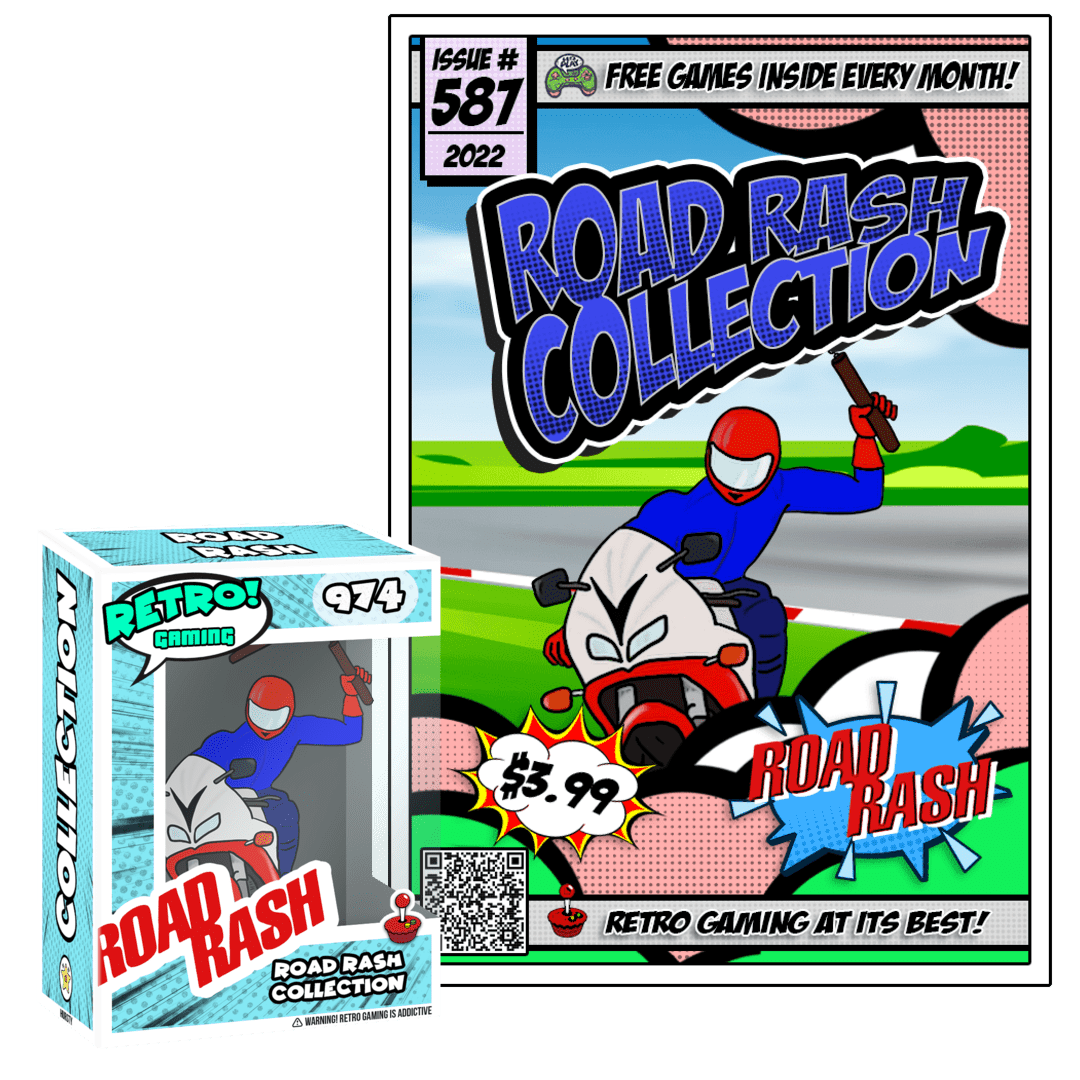 ISSUE #
587
2022
FREE GAMES INSIDE EVERY MONTH!
ROAD RASH
COLLECTION
$3.99
ROAD
RASH
RETRO GAMING AT ITS BEST!
ROAD
RASH
COLLECTION
RETRO!
GAMING
974
ROAD
RASH
ROAD RASH
COLLECTION
WARNING! RETRO GAMING IS ADDICTIVE